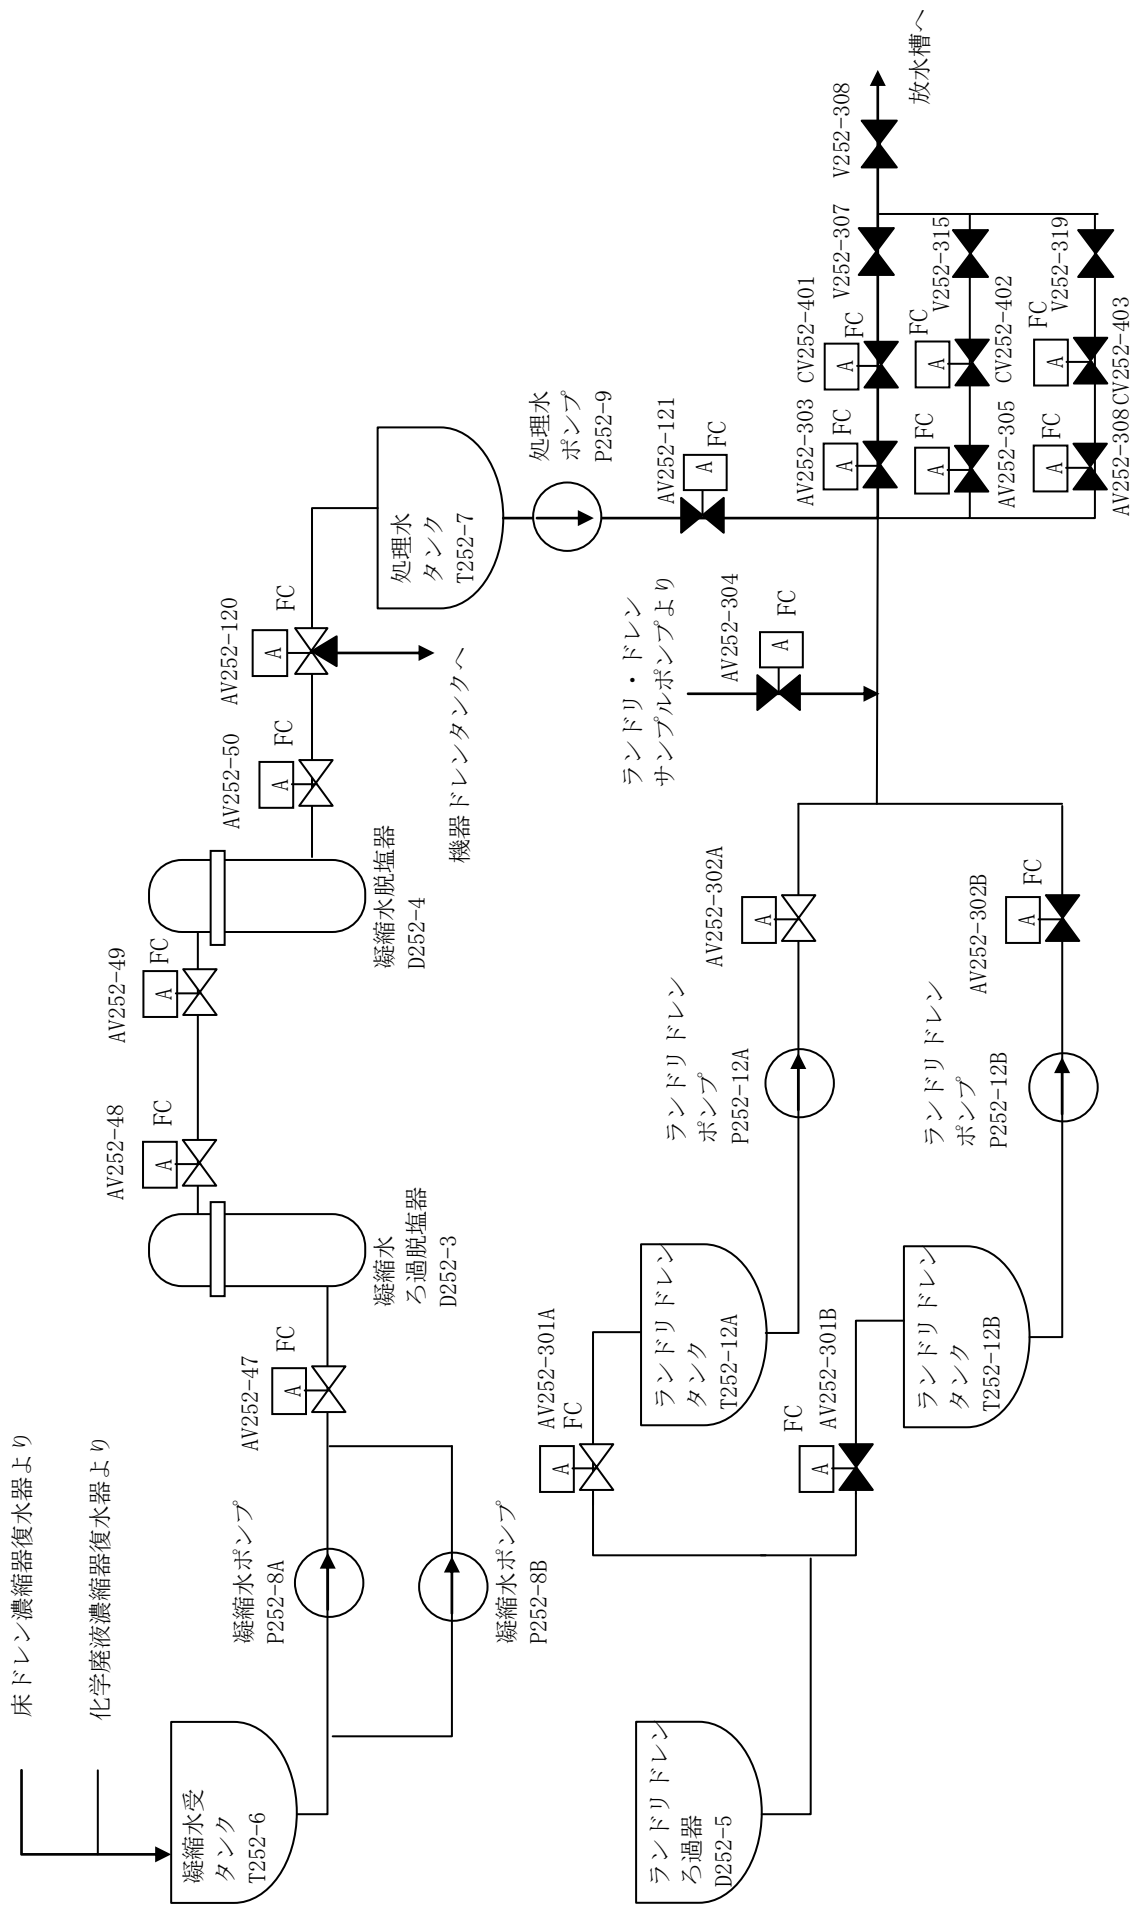 床ドレン濃縮器復水器より
化学廃液濃縮器復水器より
凝縮水受
タンク
T252-6
凝縮水ポンプ
P252-8A
凝縮水ポンプ
P252-8B
AV252-47
A
FC
凝縮水
ろ過脱塩器
D252-3
AV252-48
A
FC
AV252-49
A
FC
凝縮水脱塩器
D252-4
AV252-50
A
FC
AV252-120
A
FC
機器ドレンタンクへ
処理水
タンク
T252-7
処理水
ポンプ
P252-9
AV252-121
A
FC
ランドリドレン
ろ過器
D252-5
AV252-301A
FC
A
AV252-301B
FC
A
ランドリドレン
タンク
T252-12A
ランドリドレン
タンク
T252-12B
ランドリドレン
ポンプ
P252-12A
ランドリドレン
ポンプ
P252-12B
AV252-302A
A
AV252-302B
A
FC
ランドリ・ドレン
サンプルポンプより
AV252-304
A
FC
AV252-303
A
FC
CV252-401
A
FC
V252-307
V252-308
放水槽へ
AV252-305
A
FC
CV252-402
A
FC
V252-315
AV252-308
A
FC
CV252-403
A
FC
V252-319